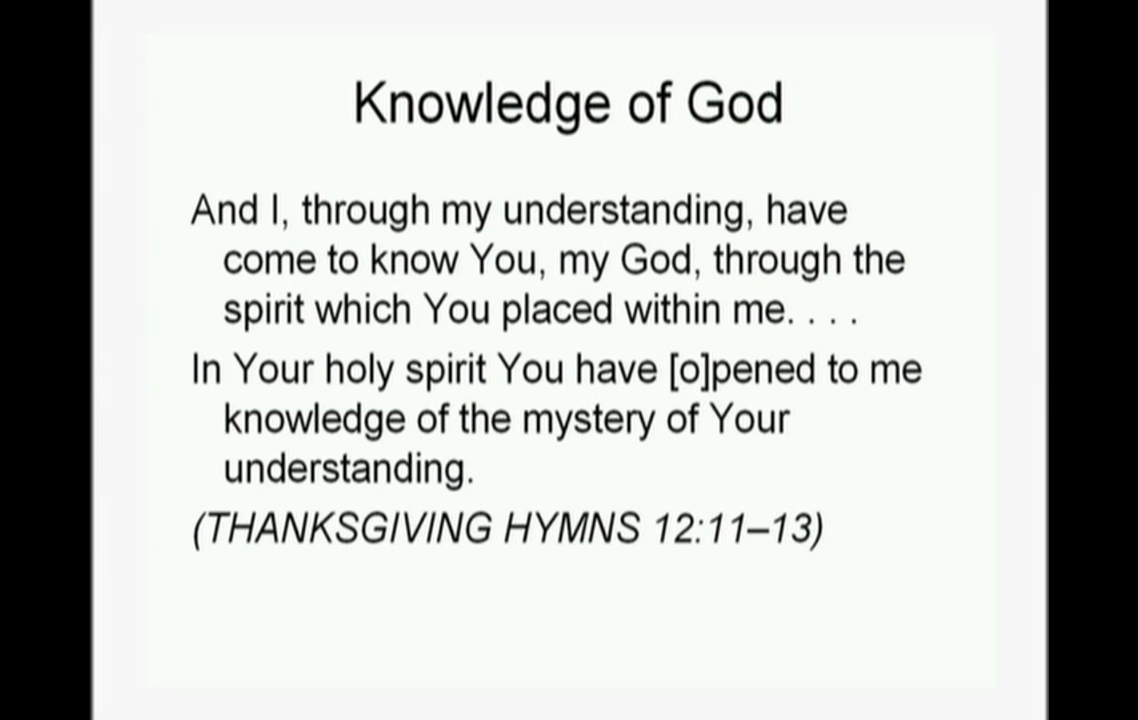 Knowledge of God
And I, through my understanding, have
come to know You, my God, through the
spirit which You placed within me. . . .
In Your holy spirit You have [o]pened to me
knowledge of the mystery of Your
understanding.
(THANKSGIVING HYMNS 12:11–13)